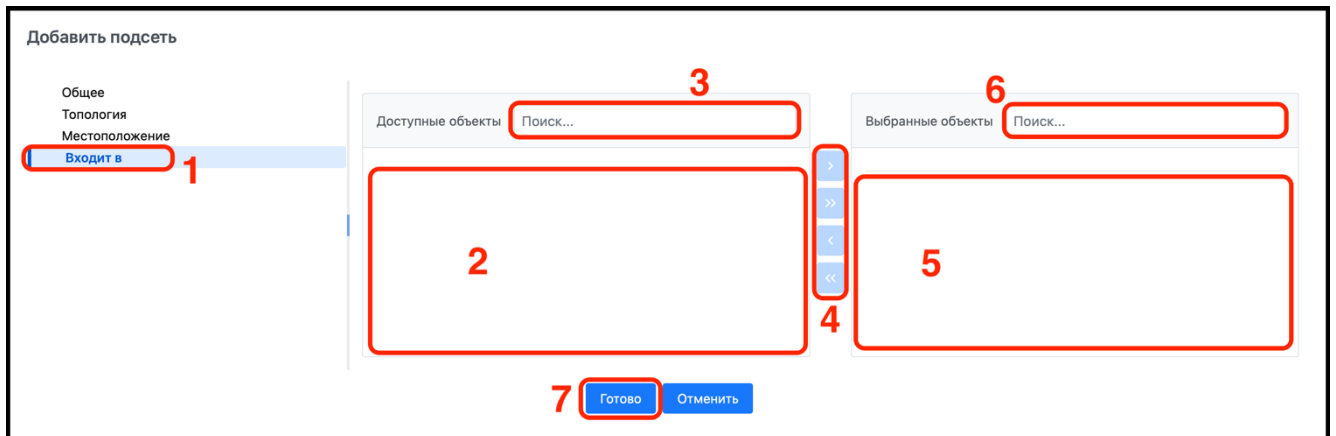 Добавить подсеть
Общее
Топология
Местоположение
Входит в
1
3
Доступные объекты Поиск...
2
>
>>
<
<<
4
6
Выбранные объекты Поиск...
5
7
Готово Отменить